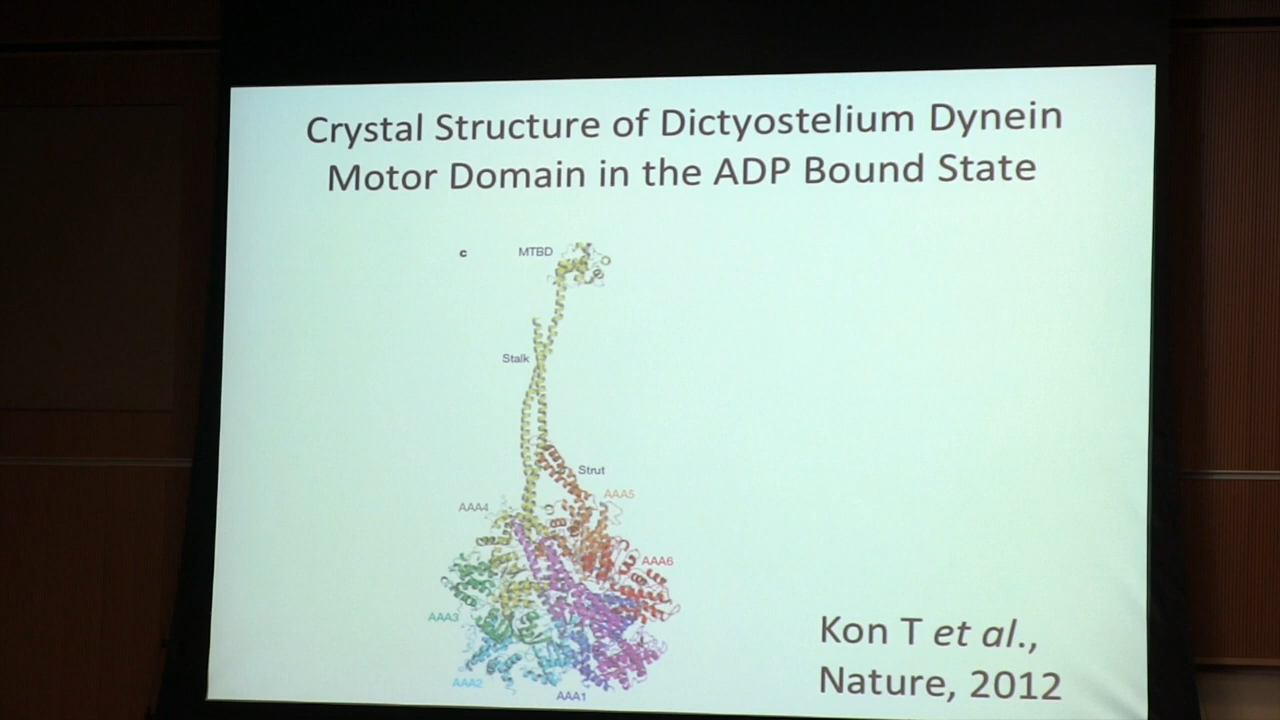 Crystal Structure of Dictyostelium Dynein
Motor Domain in the ADP Bound State
c
MTBD
Stalk
Strut
AAA5
AAA4
AAA6
AAA3
AAA2
AAA1
Kon T et al.,
Nature, 2012